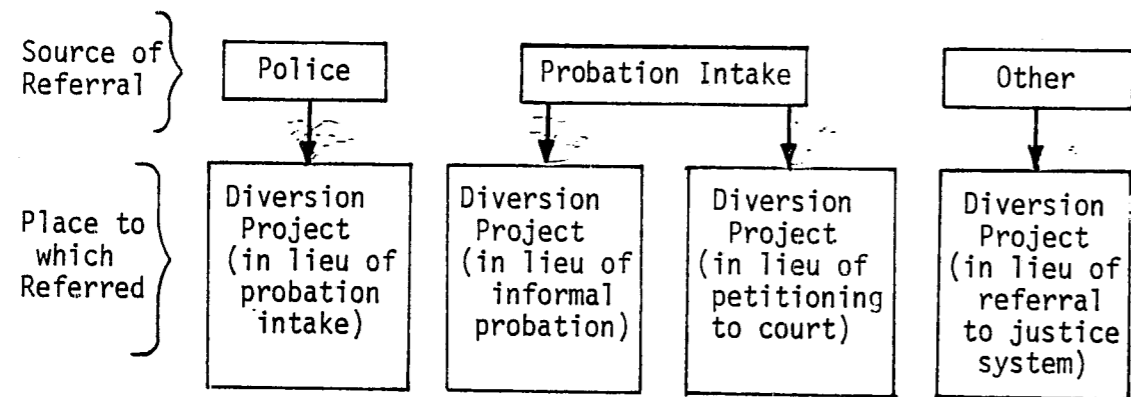 Source of
Referral
Police
Probation Intake
Other
Place to
which
Referred
Diversion
Project
(in lieu of
probation
intake)
Diversion
Project
(in lieu of
informal
probation)
Diversion
Project
(in lieu of
petitioning
to court)
Diversion
Project
(in lieu of
referral
to justice
system)